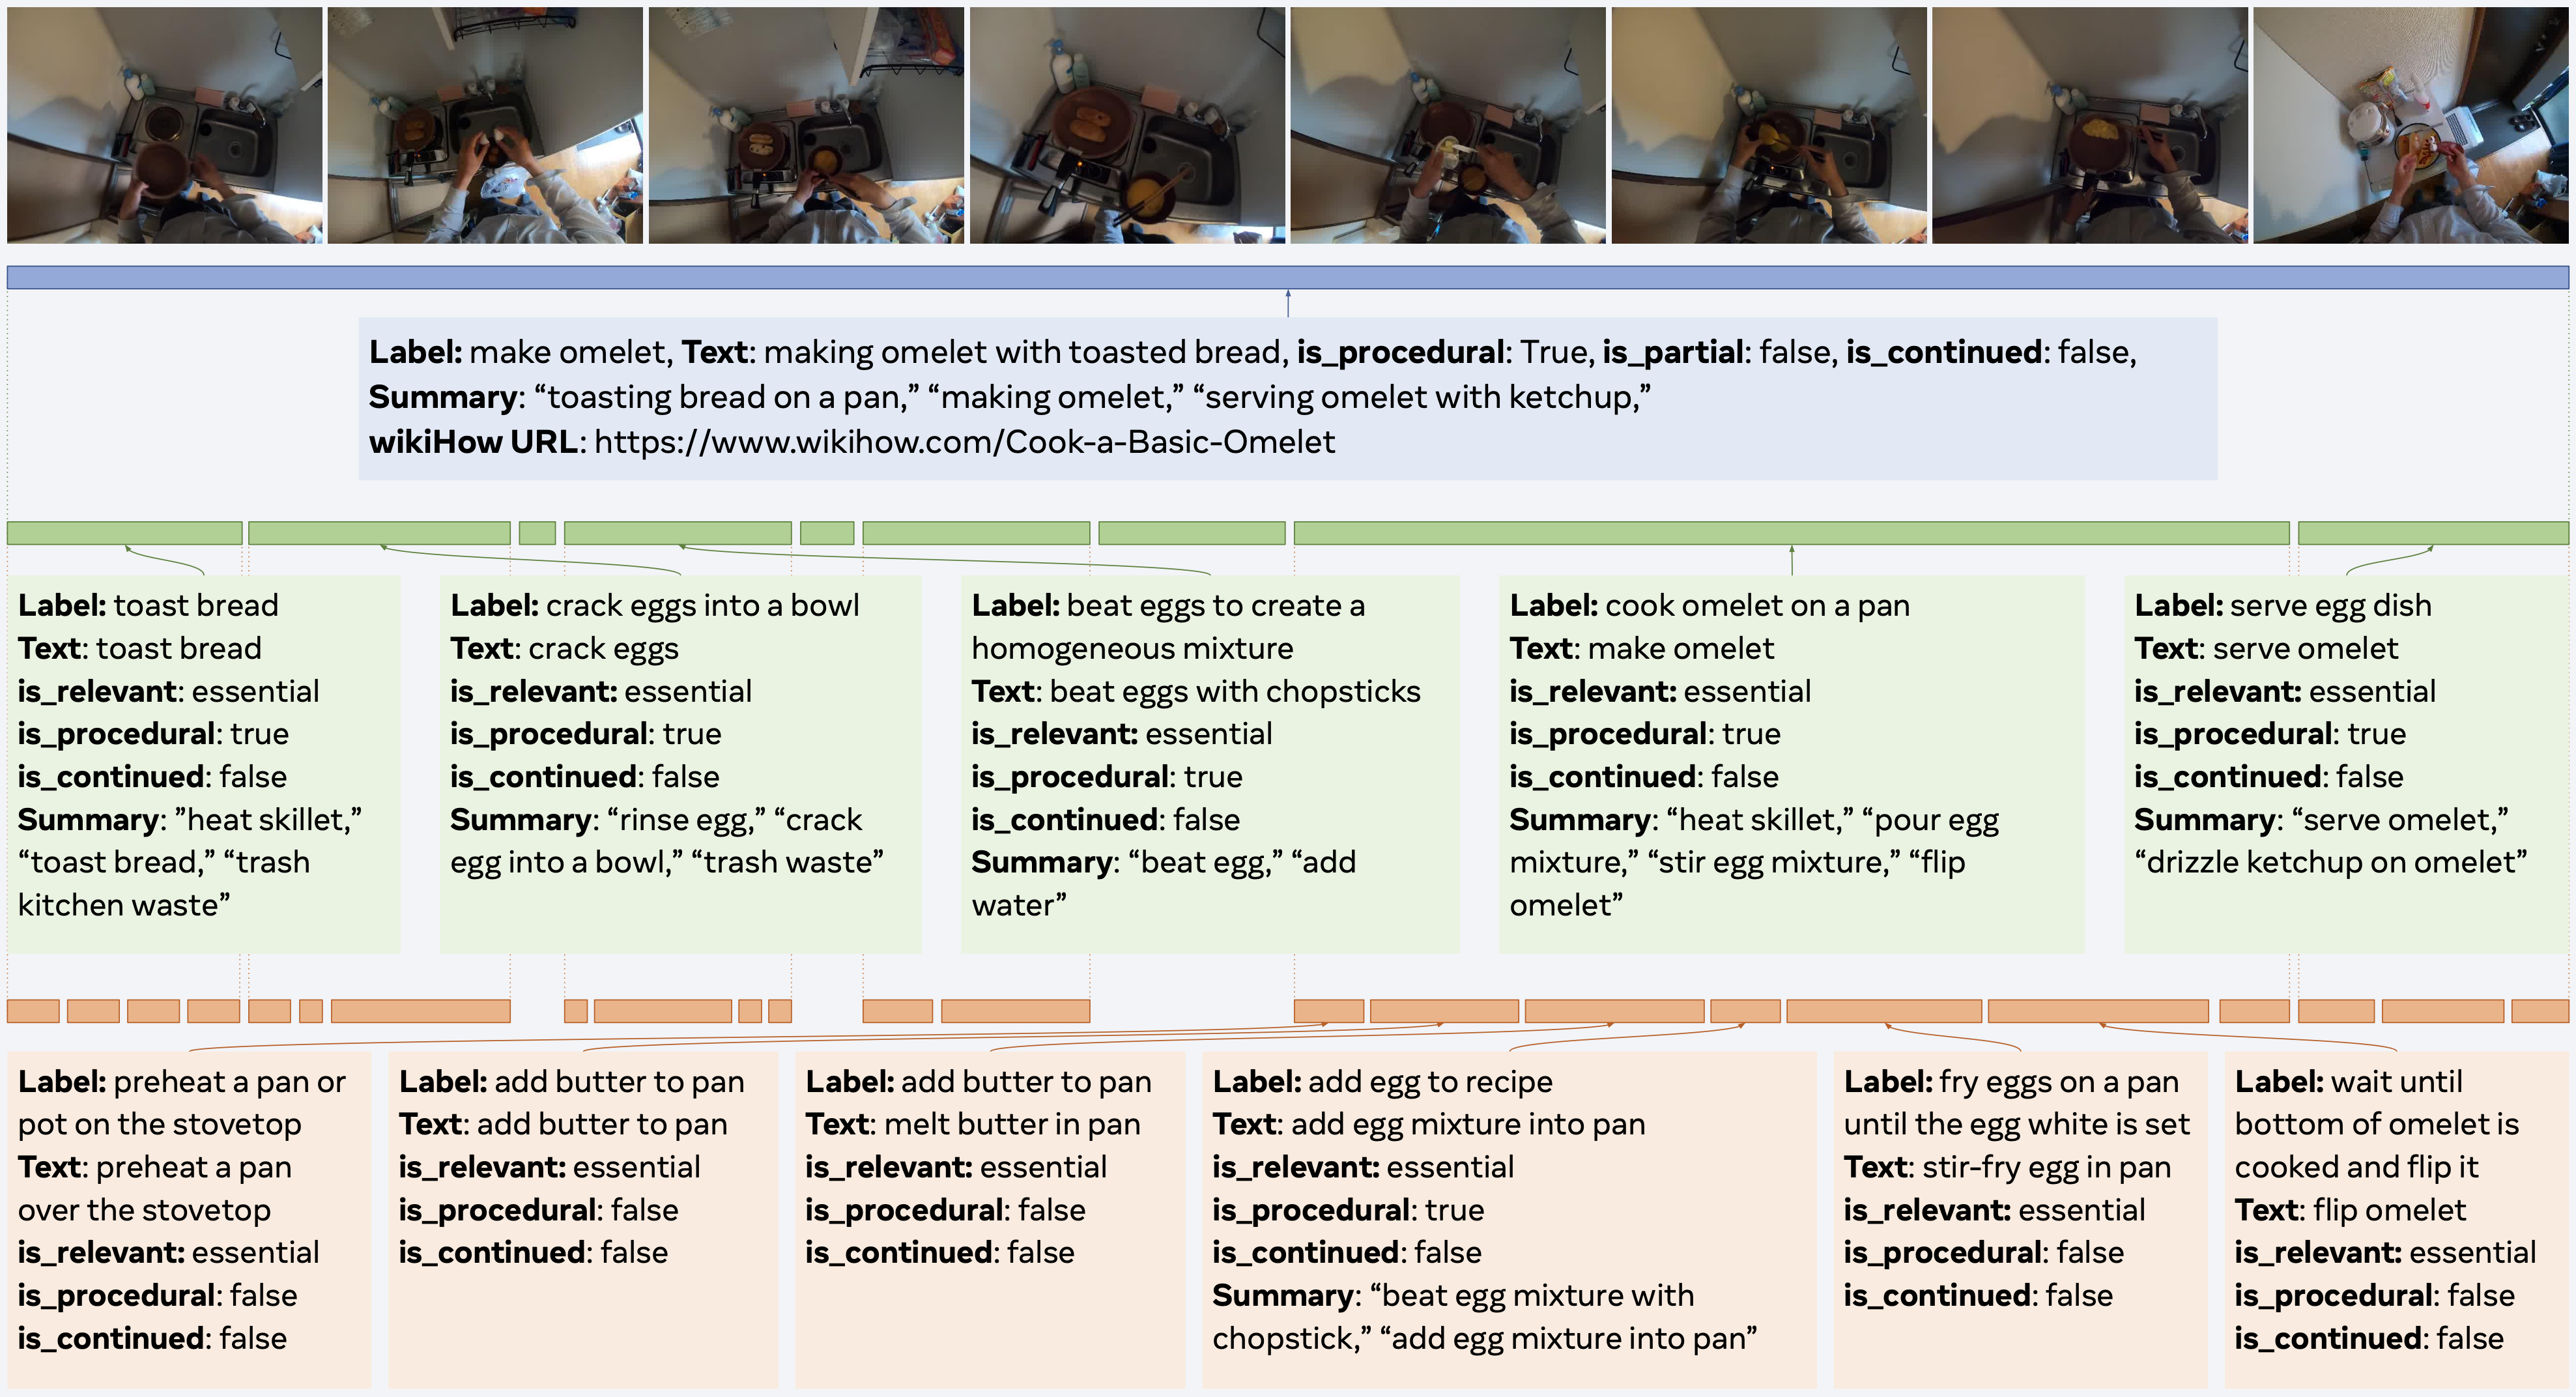 Label: make omelet, Text: making omelet with toasted bread, is_procedural: True, is_partial: false, is_continued: false,
Summary: “toasting bread on a pan,” “making omelet,” “serving omelet with ketchup,”
wikiHow URL: https://www.wikihow.com/Cook-a-Basic-Omelet
Label: toast bread
Text: toast bread
is_relevant: essential
is_procedural: true
is_continued: false
Summary: ”heat skillet,”
“toast bread,” “trash
kitchen waste”
Label: crack eggs into a bowl
Text: crack eggs
is_relevant: essential
is_procedural: true
is_continued: false
Summary: “rinse egg,” “crack
egg into a bowl,” “trash waste”
Label: beat eggs to create a
homogeneous mixture
Text: beat eggs with chopsticks
is_relevant: essential
is_procedural: true
is_continued: false
Summary: “beat egg,” “add
water”
Label: cook omelet on a pan
Text: make omelet
is_relevant: essential
is_procedural: true
is_continued: false
Summary: “heat skillet,” “pour egg
mixture,” “stir egg mixture,” “flip
omelet”
Label: serve egg dish
Text: serve omelet
is_relevant: essential
is_procedural: true
is_continued: false
Summary: “serve omelet,”
“drizzle ketchup on omelet”
Label: preheat a pan or
pot on the stovetop
Text: preheat a pan
over the stovetop
is_relevant: essential
is_procedural: false
is_continued: false
Label: add butter to pan
Text: add butter to pan
is_relevant: essential
is_procedural: false
is_continued: false
Label: add butter to pan
Text: melt butter in pan
is_relevant: essential
is_procedural: false
is_continued: false
Label: add egg to recipe
Text: add egg mixture into pan
is_relevant: essential
is_procedural: true
is_continued: false
Summary: “beat egg mixture with
chopstick,” “add egg mixture into pan”
Label: fry eggs on a pan
until the egg white is set
Text: stir-fry egg in pan
is_relevant: essential
is_procedural: false
is_continued: false
Label: wait until
bottom of omelet is
cooked and flip it
Text: flip omelet
is_relevant: essential
is_procedural: false
is_continued: false